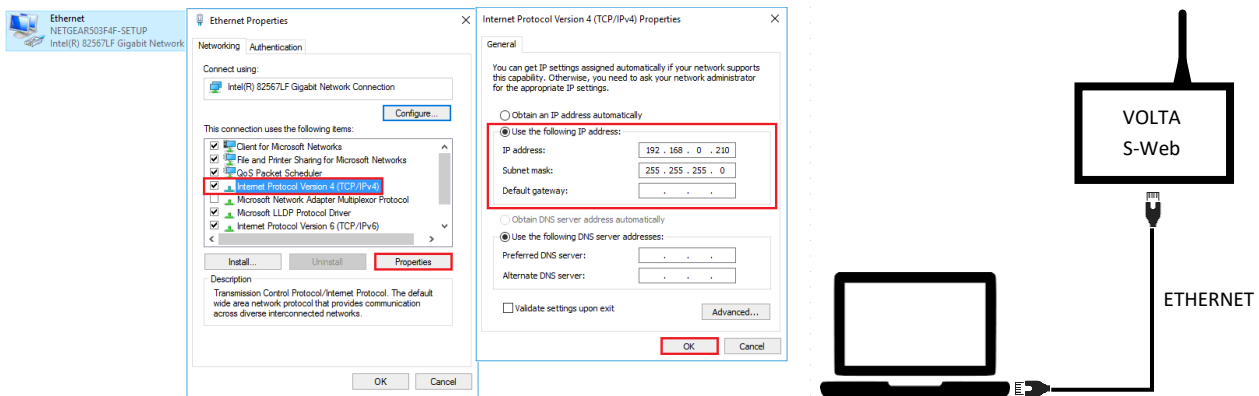 Ethernet
NETGEAR503F4F-SETUP
Intel(R) 82567LF Gigabit Network
Ethernet Properties
Networking Authentication
Connect using:
Intel(R) 82567LF Gigabit Network Connection
Configure...
This connection uses the following items:
Client for Microsoft Networks
File and Printer Sharing for Microsoft Networks
QoS Packet Scheduler
Internet Protocol Version 4 (TCP/IPv4)
Microsoft Network Adapter Multiplexor Protocol
Microsoft LLDP Protocol Driver
Internet Protocol Version 6 (TCP/IPv6)
Install... Uninstall Properties
Description
Transmission Control Protocol/Internet Protocol. The default
wide area network protocol that provides communication
across diverse interconnected networks.
OK Cancel
Internet Protocol Version 4 (TCP/IPv4) Properties
General
You can get IP settings assigned automatically if your network supports
this capability. Otherwise, you need to ask your network administrator
for the appropriate IP settings.
Obtain an IP address automatically
Use the following IP address:
IP address: 192 . 168 . 0 . 210
Subnet mask: 255 . 255 . 255 . 0
Default gateway: . . .
Obtain DNS server address automatically
Use the following DNS server addresses:
Preferred DNS server: . . .
Alternate DNS server: . . .
Validate settings upon exit
Advanced...
OK Cancel
VOLTA
S-Web
ETHERNET